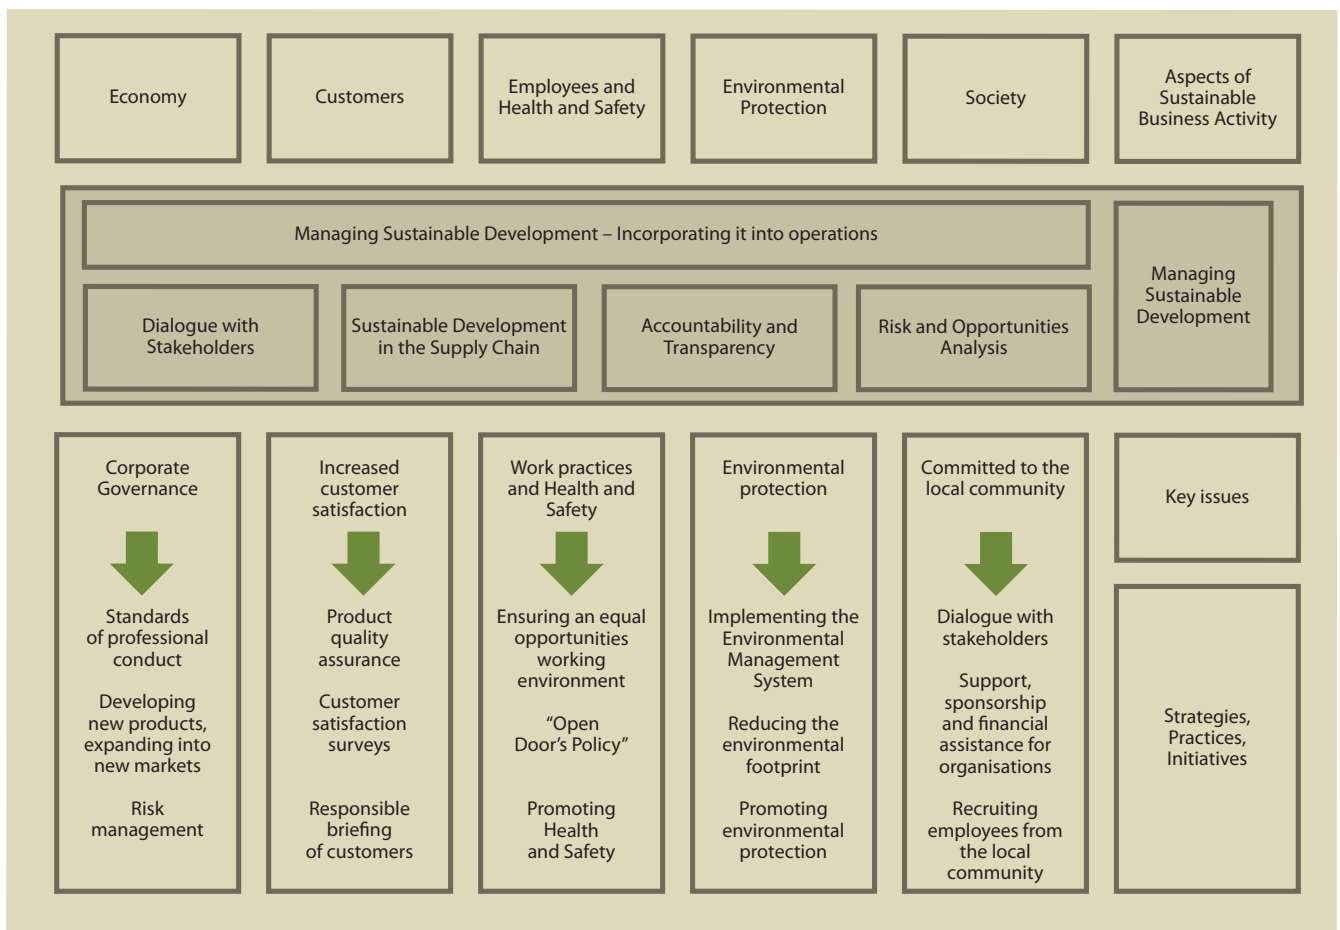 Economy
Customers
Employees and
Health and Safety
Environmental
Protection
Society
Aspects of
Sustainable
Business Activity
Managing Sustainable Development – Incorporating it into operations
Managing
Sustainable
Development
Dialogue with
Stakeholders
Sustainable Development
in the Supply Chain
Accountability and
Transparency
Risk and Opportunities
Analysis
Corporate
Governance
Standards
of professional
conduct
Developing
new products,
expanding into
new markets
Risk
management
Increased
customer
satisfaction
Product
quality
assurance
Customer
satisfaction
surveys
Responsible
briefing
of customers
Work practices
and Health and
Safety
Ensuring an equal
opportunities
working
environment
“Open
Door’s Policy”
Promoting
Health
and Safety
Environmental
protection
Implementing the
Environmental
Management
System
Reducing the
environmental
footprint
Promoting
environmental
protection
Committed to the
local community
Dialogue with
stakeholders
Support,
sponsorship
and financial
assistance for
organisations
Recruiting
employees from
the local
community
Key issues
Strategies,
Practices,
Initiatives